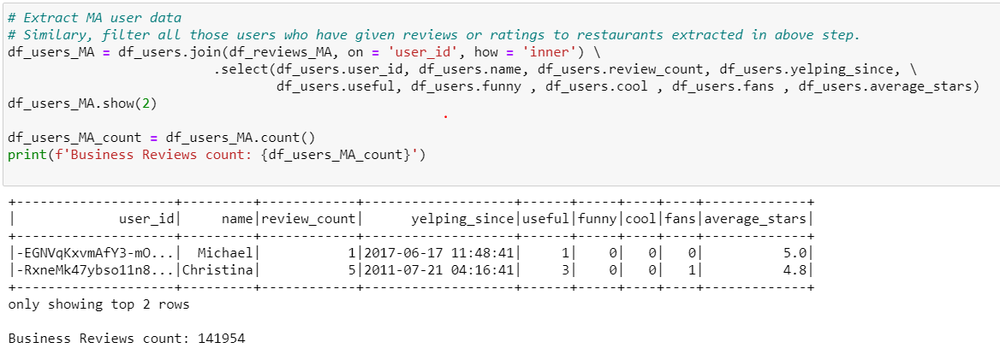 # Extract MA user data
# Similary, filter all those users who have given reviews or ratings to restaurants extracted in above step.
df_users_MA = df_users.join(df_reviews_MA, on = 'user_id', how = 'inner') \
.select(df_users.user_id, df_users.name, df_users.review_count, df_users.yelping_since, \
df_users.useful, df_users.funny , df_users.cool , df_users.fans , df_users.average_stars)
df_users_MA.show(2)

df_users_MA_count = df_users_MA.count()
print(f'Business Reviews count: {df_users_MA_count}')

+--------------------+---------+------------+-------------------+------+-----+----+----+-------------+
|             user_id|     name|review_count|      yelping_since|useful|funny|cool|fans|average_stars|
+--------------------+---------+------------+-------------------+------+-----+----+----+-------------+
|-EGNVqKxvmAfY3-mO...|  Michael|           1|2017-06-17 11:48:41|     1|    0|   0|   0|          5.0|
|-RxneMk47ybso11n8...|Christina|           5|2011-07-21 04:16:41|     3|    0|   0|   1|          4.8|
+--------------------+---------+------------+-------------------+------+-----+----+----+-------------+
only showing top 2 rows

Business Reviews count: 141954